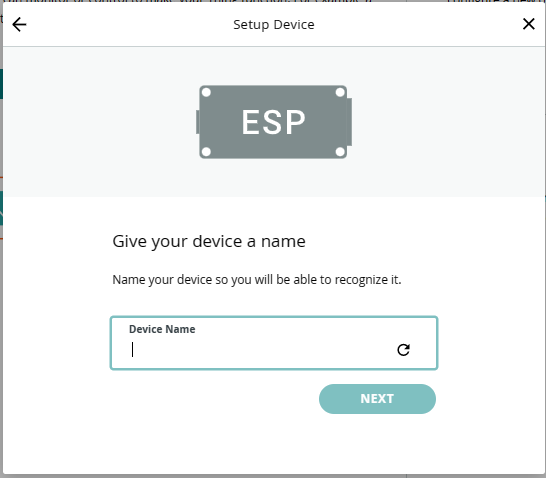 Setup Device
ESP
Give your device a name
Name your device so you will be able to recognize it.
Device Name
NEXT